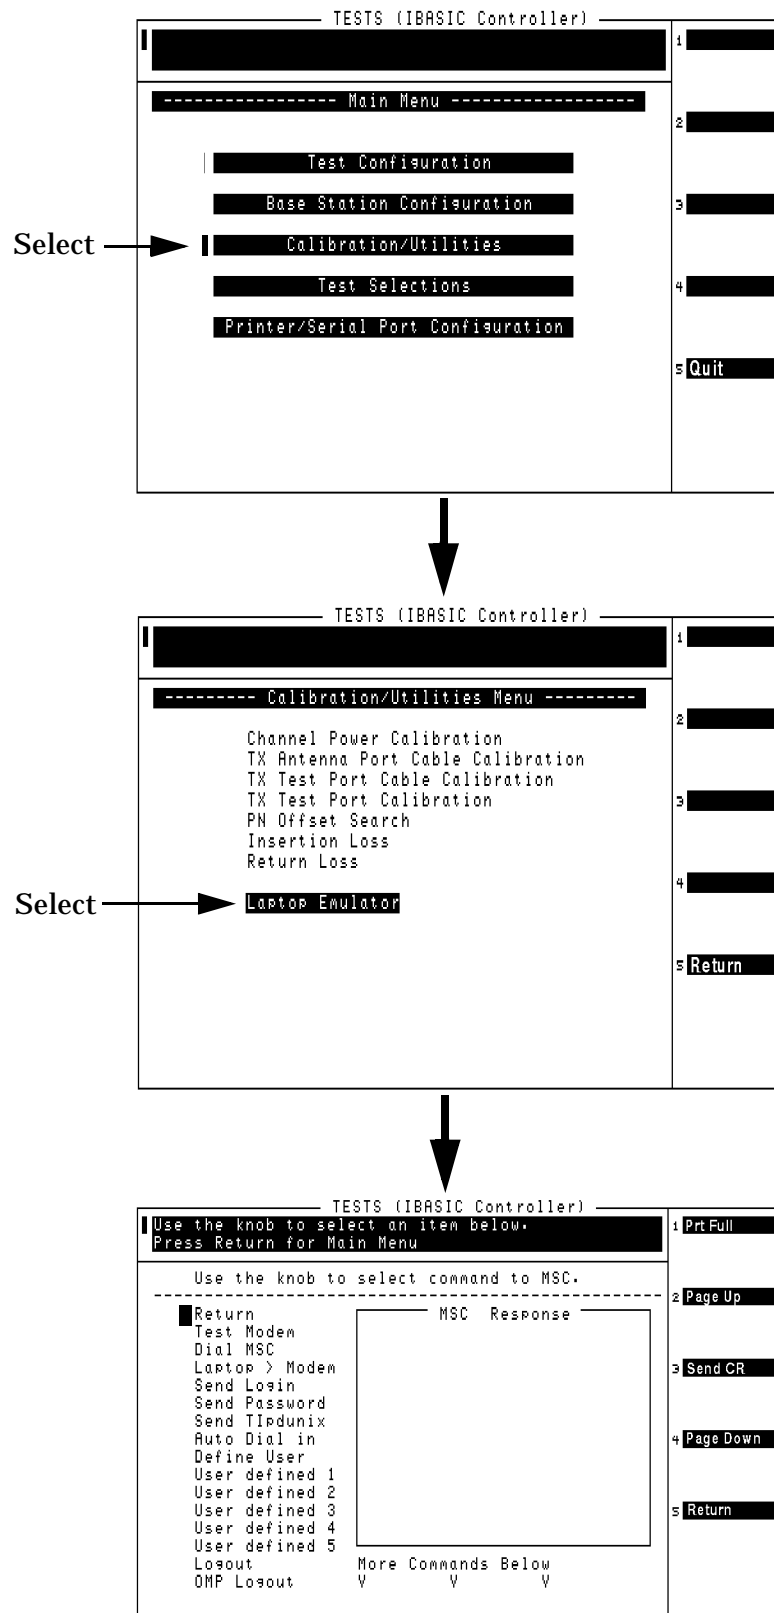 TESTS (IBASIC Controller)
1
----------------- Main Menu ------------------
2
Test Configuration
Base Station Configuration
3
Select
Calibration/Utilities
Test Selections
4
Printer/Serial Port Configuration
5 Quit
TESTS (IBASIC Controller)
1
--------- Calibration/Utilities Menu ---------
2
Channel Power Calibration
TX Antenna Port Cable Calibration
TX Test Port Cable Calibration
TX Test Port Calibration
3
PN Offset Search
Insertion Loss
Return Loss
4
Select
Laptop Emulator
5 Return
TESTS (IBASIC Controller)
Use the knob to select an item below.
Press Return for Main Menu
1 Prt Full
Use the knob to select command to MSC.
2 Page Up
Return
MSC Response
Test Modem
Dial MSC
Laptop > Modem
3 Send CR
Send Login
Send Password
Send TIpdunix
Auto Dial in
4 Page Down
Define User
User defined 1
User defined 2
User defined 3
5 Return
User defined 4
User defined 5
Logout
More Commands Below
OMP Logout
V V V